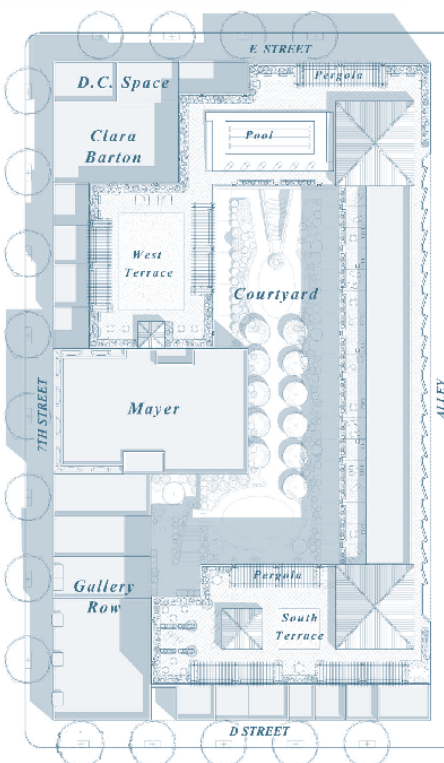 E STREET
Pergola
D.C. Space
Pool
Clara
Barton
West
Terrace
Courtyard
Mayer
7TH STREET
ALLEY
Pergola
Gallery
Row
South
Terrace
D STREET